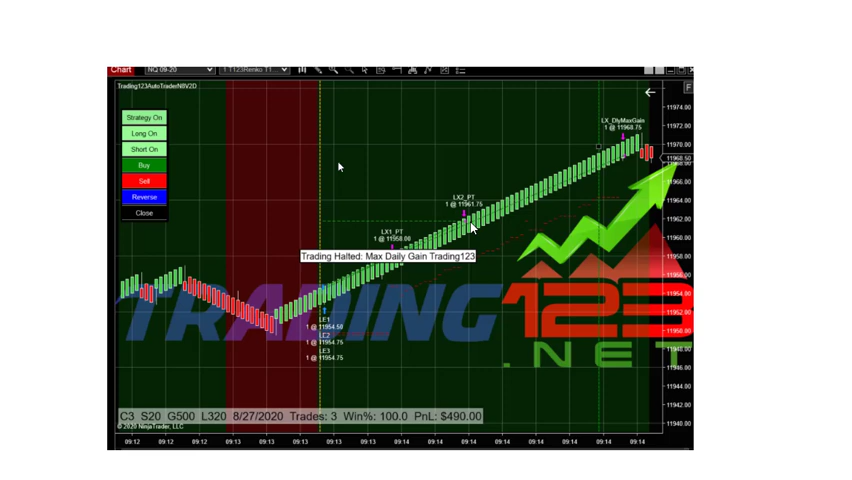 Chart NQ 09-20 1 T123Renko T1...
Trading123AutoTraderNBV2D
F
Strategy On
Long On
Short On
Buy
Sell
Reverse
Close
LX_DlyMaxGain
1 @ 11968.75
LX2_PT
1 @ 11961.75
LX1_PT
1 @ 11958.00
Trading Halted: Max Daily Gain Trading123
TRADING 123
.NET
LE1
1 @ 11954.50
LE2
1 @ 11954.75
LE3
1 @ 11954.75
11974.00
11972.00
11970.00
11968.50
11966.00
11964.00
11962.00
11960.00
11958.00
11956.00
11954.00
11952.00
11950.00
11948.00
11946.00
11944.00
11942.00
11940.00
C3 S20 G500 L320 8/27/2020 Trades: 3 Win%: 100.0 PnL: $490.00
© 2020 NinjaTrader, LLC
09:12 09:12 09:13 09:13 09:13 09:13 09:13 09:14 09:14 09:14 09:14 09:14 09:14 09:14 09:14